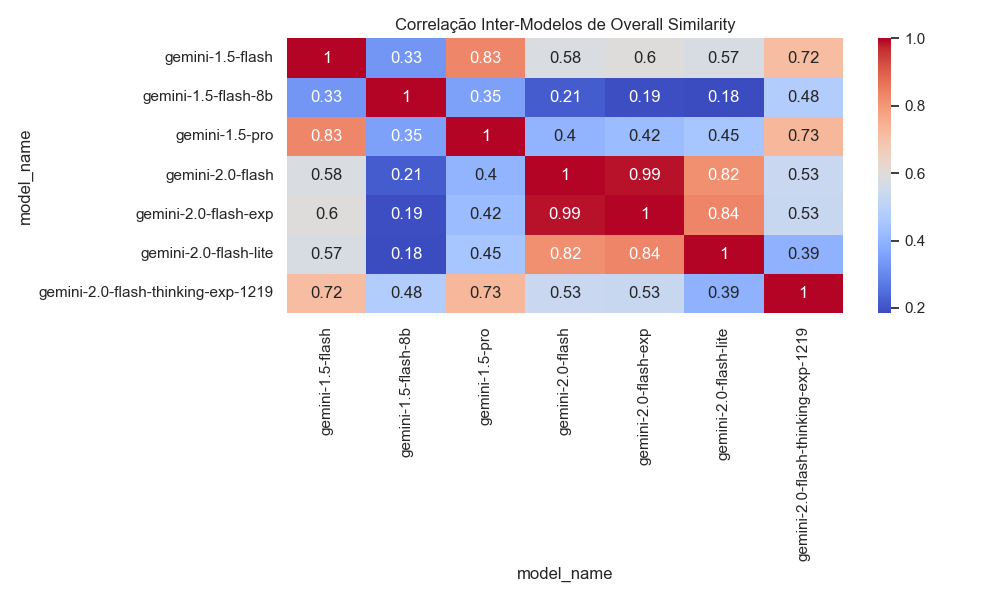 Correlação Inter-Modelos de Overall Similarity
model_name
gemini-1.5-flash 1 0.33 0.83 0.58 0.6 0.57 0.72
gemini-1.5-flash-8b 0.33 1 0.35 0.21 0.19 0.18 0.48
gemini-1.5-pro 0.83 0.35 1 0.4 0.42 0.45 0.73
gemini-2.0-flash 0.58 0.21 0.4 1 0.99 0.82 0.53
gemini-2.0-flash-exp 0.6 0.19 0.42 0.99 1 0.84 0.53
gemini-2.0-flash-lite 0.57 0.18 0.45 0.82 0.84 1 0.39
gemini-2.0-flash-thinking-exp-1219 0.72 0.48 0.73 0.53 0.53 0.39 1
gemini-1.5-flash
gemini-1.5-flash-8b
gemini-1.5-pro
gemini-2.0-flash
gemini-2.0-flash-exp
gemini-2.0-flash-lite
gemini-2.0-flash-thinking-exp-1219
model_name
1.0
0.8
0.6
0.4
0.2